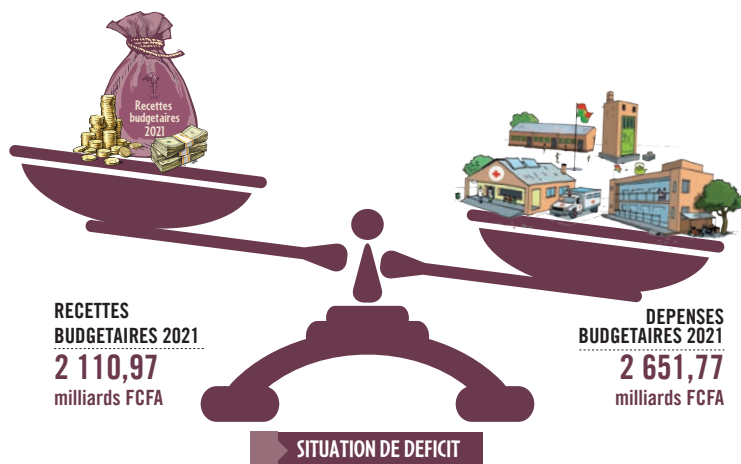 Recettes
budgetaires
2021
RECETTES
BUDGETAIRES 2021
2 110,97
milliards FCFA
DEPENSES
BUDGETAIRES 2021
2 651,77
milliards FCFA
SITUATION DE DEFICIT